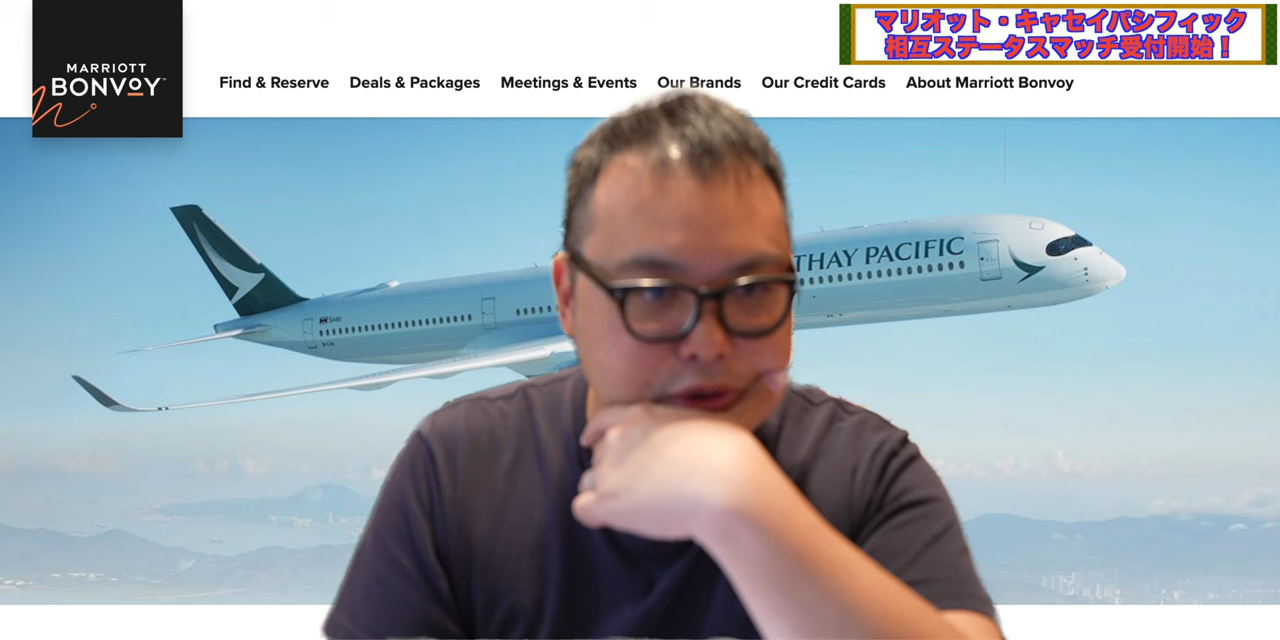 マリオット・キャセイパシフィック
相互ステータスマッチ受付開始！
MARRIOTT
BONVOY
Find & Reserve
Deals & Packages
Meetings & Events
Our Brands
Our Credit Cards
About Marriott Bonvoy
THAY PACIFIC